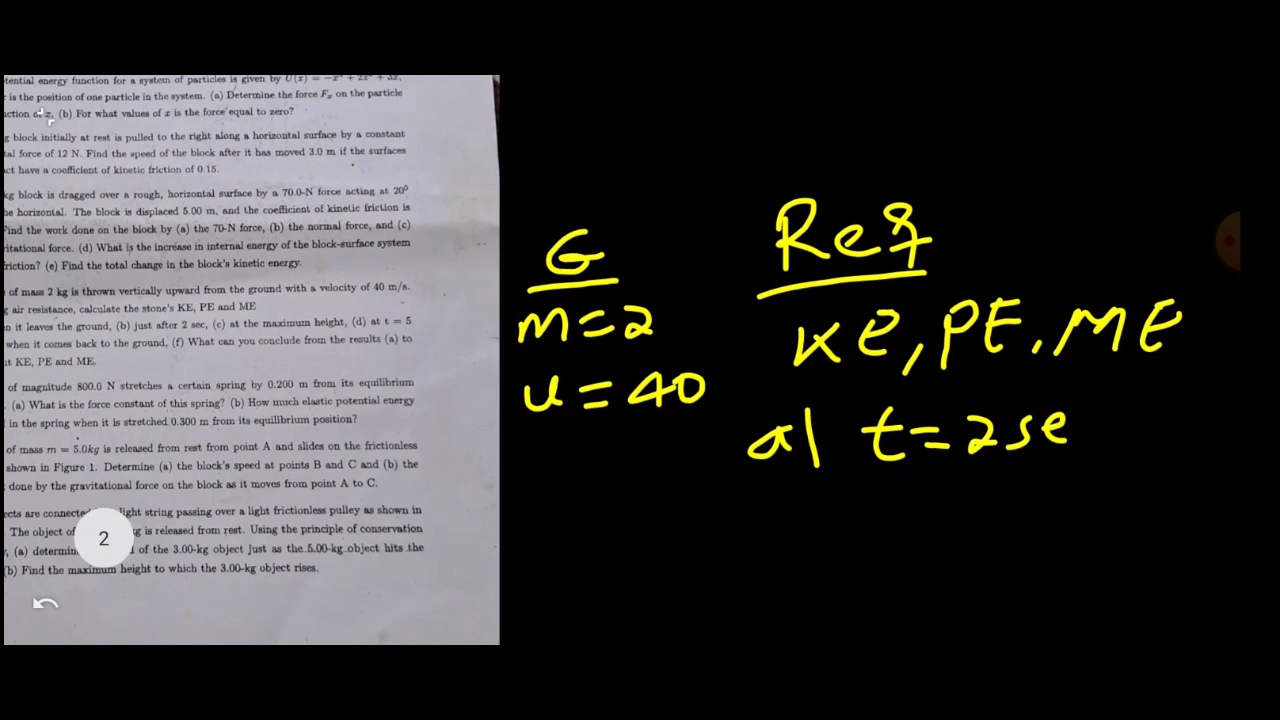 tential energy function for a system of particles is given by U(x) = −x³ + 2x² + 3x,
r is the position of one particle in the system. (a) Determine the force Fₓ on the particle
ction of x. (b) For what values of x is the force equal to zero?
g block initially at rest is pulled to the right along a horizontal surface by a constant
tal force of 12 N. Find the speed of the block after it has moved 3.0 m if the surfaces
ct have a coefficient of kinetic friction of 0.15.
kg block is dragged over a rough, horizontal surface by a 70.0-N force acting at 20⁰
he horizontal. The block is displaced 5.00 m, and the coefficient of kinetic friction is
Find the work done on the block by (a) the 70-N force, (b) the normal force, and (c)
vitational force. (d) What is the increase in internal energy of the block-surface system
friction? (e) Find the total change in the block's kinetic energy.
of mass 2 kg is thrown vertically upward from the ground with a velocity of 40 m/s.
g air resistance, calculate the stone's KE, PE and ME
n it leaves the ground, (b) just after 2 sec, (c) at the maximum height, (d) at t = 5
when it comes back to the ground, (f) What can you conclude from the results (a) to
ut KE, PE and ME.
of magnitude 800.0 N stretches a certain spring by 0.200 m from its equilibrium
. (a) What is the force constant of this spring? (b) How much elastic potential energy
in the spring when it is stretched 0.300 m from its equilibrium position?
of mass m = 5.0kg is released from rest from point A and slides on the frictionless
shown in Figure 1. Determine (a) the block's speed at points B and C and (b) the
done by the gravitational force on the block as it moves from point A to C.
ects are connected light string passing over a light frictionless pulley as shown in
The object of kg is released from rest. Using the principle of conservation
, (a) determin of the 3.00-kg object just as the 5.00-kg object hits the
(b) Find the maximum height to which the 3.00-kg object rises.
2
G
m=2
u=40
Req
KE, PE, ME
a| t=2se